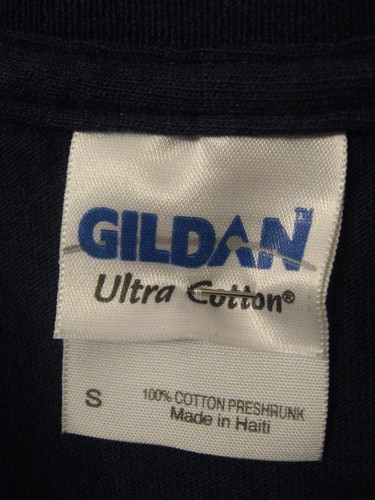 GILDAN
Ultra Cotton®
S
100% COTTON PRESHRUNK
Made in Haiti